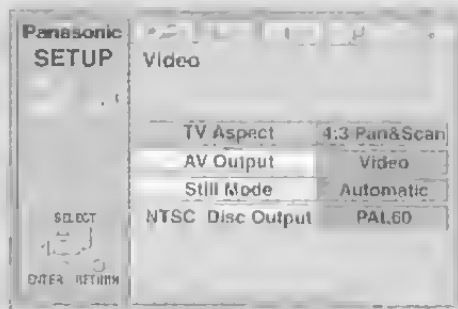 Panasonic
SETUP
Video
TV Aspect 4:3 Pan&Scan
AV Output Video
Still Mode Automatic
NTSC Disc Output PAL60
SELECT
ENTER RETURN